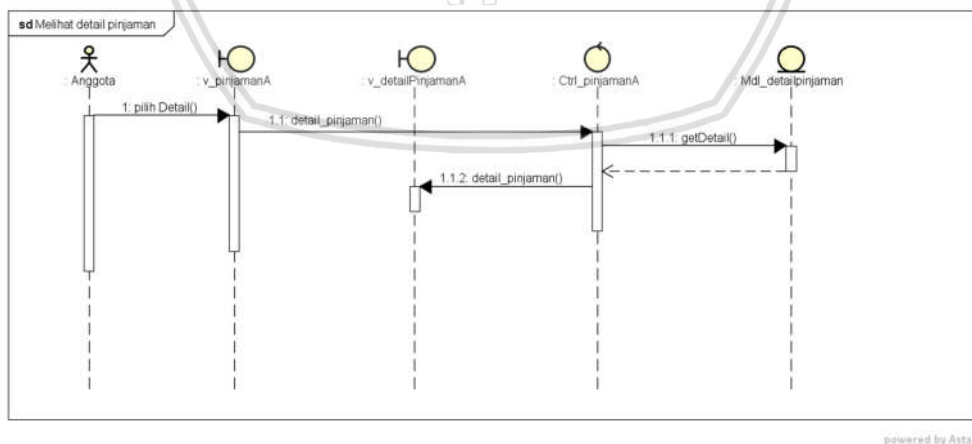 sd Melihat detail pinjaman
: Anggota
: v_pinjamanA
: v_detailPinjamanA
: Ctrl_pinjamanA
: Mdl_detailpinjaman
1: pilih Detail()
1.1: detail_pinjaman()
1.1.1: getDetail()
1.1.2: detail_pinjaman()
powered by Asta